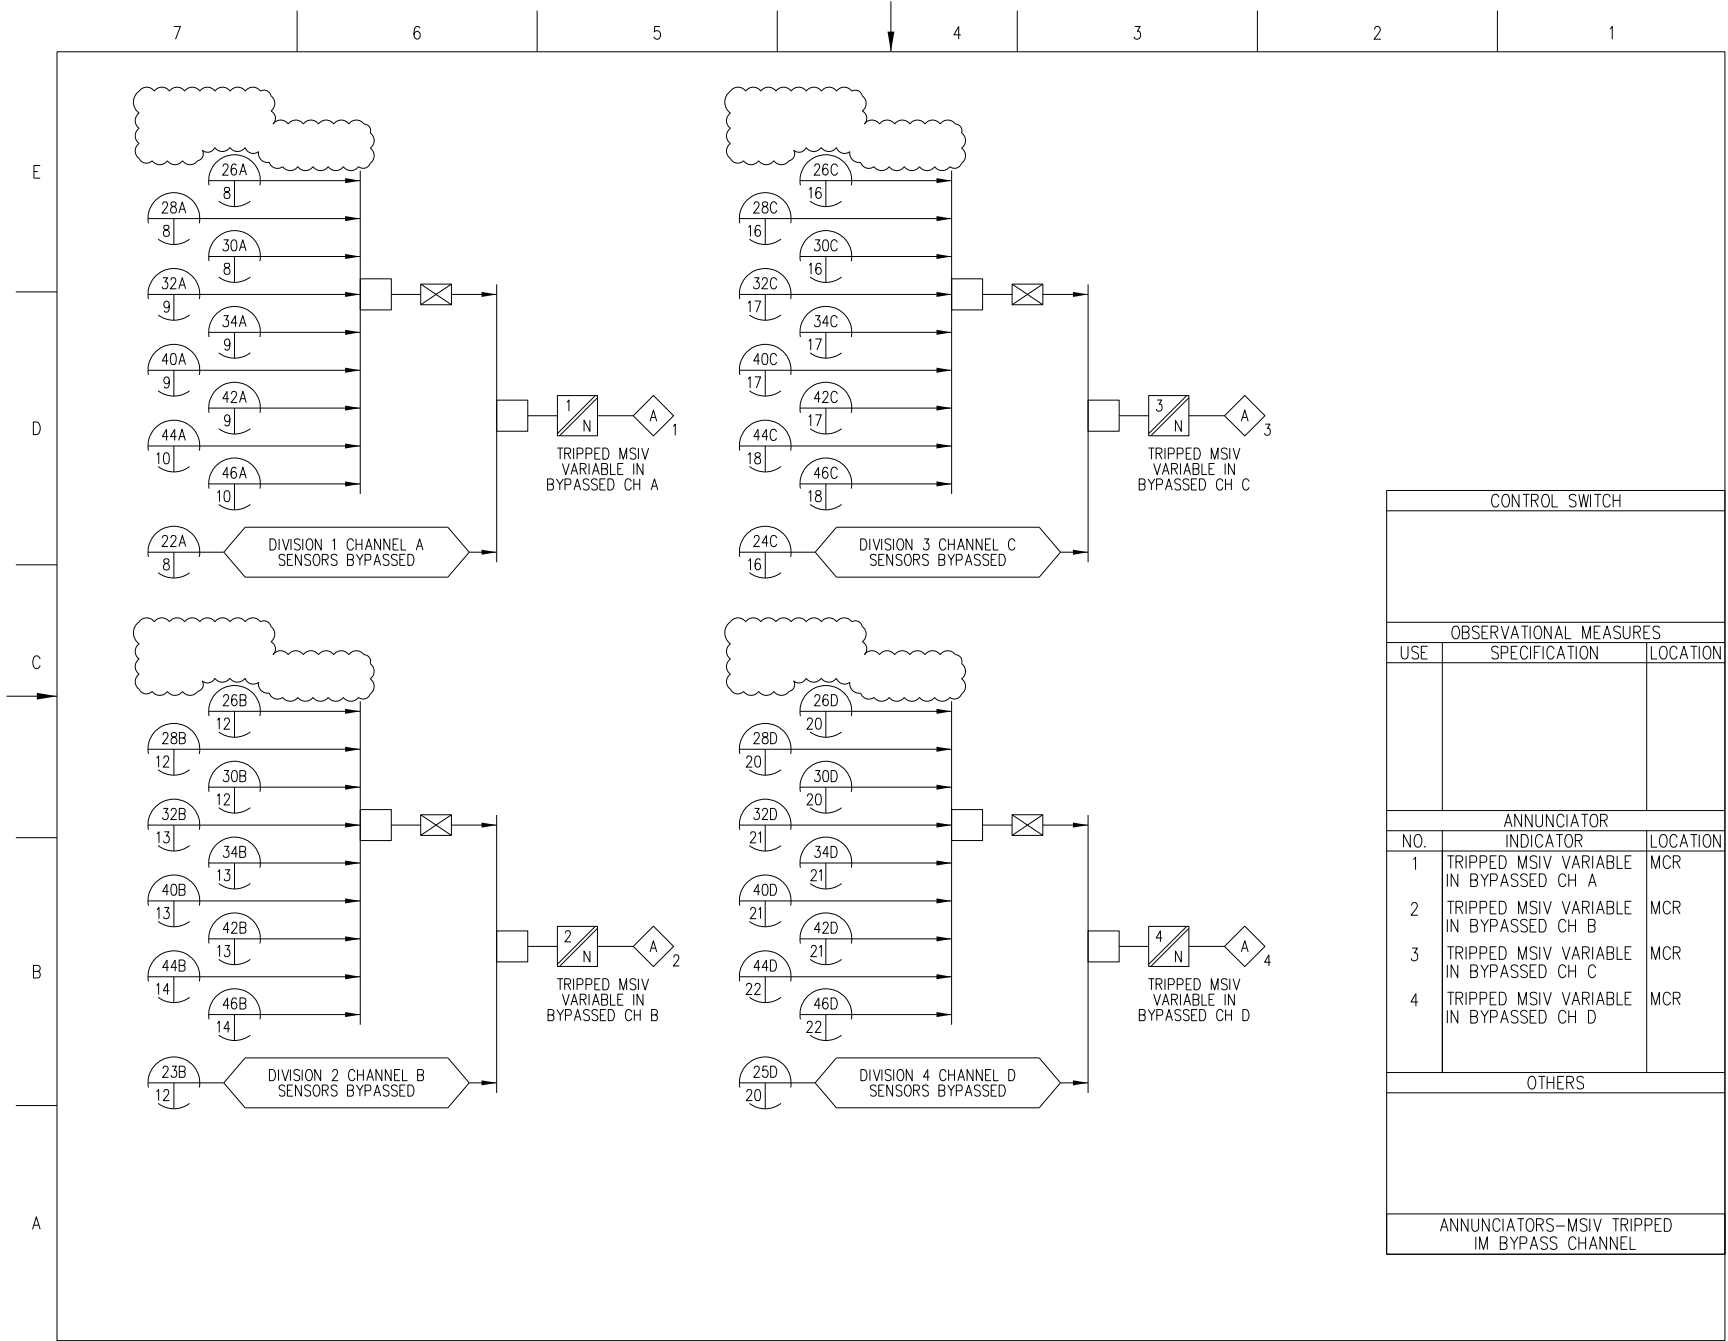 7 6 5 4 3 2 1
E
D
C
B
A
26A
8
28A
8
30A
8
32A
9
34A
9
40A
9
42A
9
44A
10
46A
10
22A
8
DIVISION 1 CHANNEL A
SENSORS BYPASSED
1
N
A
1
TRIPPED MSIV
VARIABLE IN
BYPASSED CH A
26C
16
28C
16
30C
16
32C
17
34C
17
40C
17
42C
17
44C
18
46C
18
24C
16
DIVISION 3 CHANNEL C
SENSORS BYPASSED
3
N
A
3
TRIPPED MSIV
VARIABLE IN
BYPASSED CH C
26B
12
28B
12
30B
12
32B
13
34B
13
40B
13
42B
13
44B
14
46B
14
23B
12
DIVISION 2 CHANNEL B
SENSORS BYPASSED
2
N
A
2
TRIPPED MSIV
VARIABLE IN
BYPASSED CH B
26D
20
28D
20
30D
20
32D
21
34D
21
40D
21
42D
21
44D
22
46D
22
25D
20
DIVISION 4 CHANNEL D
SENSORS BYPASSED
4
N
A
4
TRIPPED MSIV
VARIABLE IN
BYPASSED CH D
CONTROL SWITCH
OBSERVATIONAL MEASURES
USE SPECIFICATION LOCATION
ANNUNCIATOR
NO. INDICATOR LOCATION
1 TRIPPED MSIV VARIABLE MCR
IN BYPASSED CH A
2 TRIPPED MSIV VARIABLE MCR
IN BYPASSED CH B
3 TRIPPED MSIV VARIABLE MCR
IN BYPASSED CH C
4 TRIPPED MSIV VARIABLE MCR
IN BYPASSED CH D
OTHERS
ANNUNCIATORS-MSIV TRIPPED
IM BYPASS CHANNEL